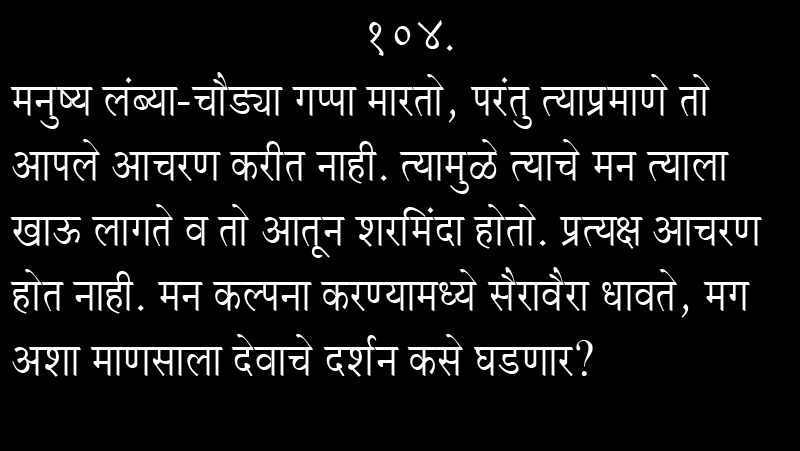 १०४.
मनुष्य लंब्या-चौड्या गप्पा मारतो, परंतु त्याप्रमाणे तो
आपले आचरण करीत नाही. त्यामुळे त्याचे मन त्याला
खाऊ लागते व तो आतून शरमिंदा होतो. प्रत्यक्ष आचरण
होत नाही. मन कल्पना करण्यामध्ये सैरावैरा धावते, मग
अशा माणसाला देवाचे दर्शन कसे घडणार?